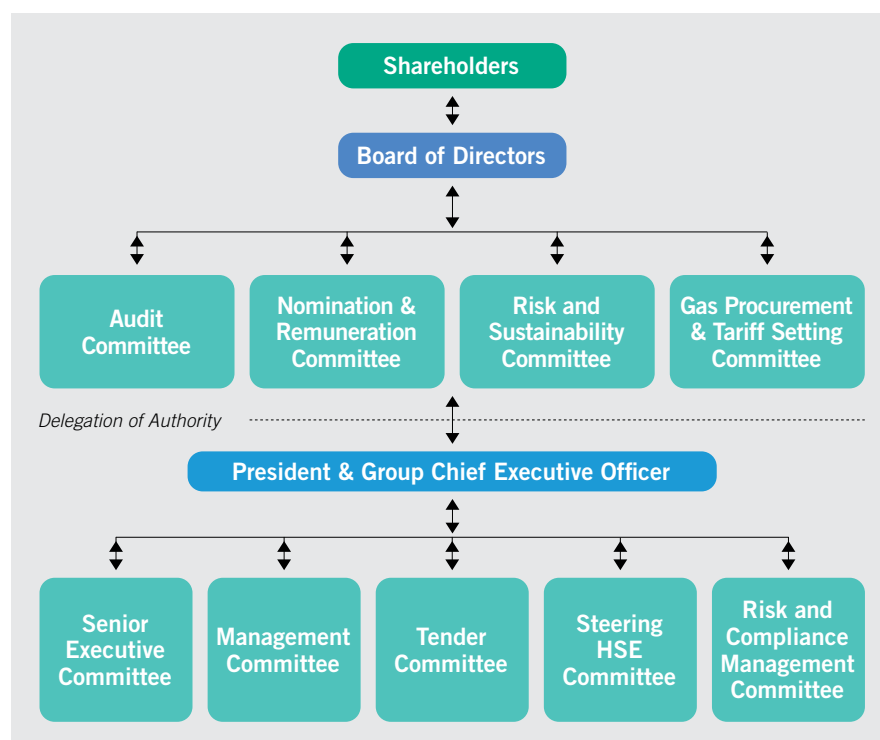 Shareholders
Board of Directors
Audit
Committee
Nomination &
Remuneration
Committee
Risk and
Sustainability
Committee
Gas Procurement
& Tariff Setting
Committee
Delegation of Authority
President & Group Chief Executive Officer
Senior
Executive
Committee
Management
Committee
Tender
Committee
Steering
HSE
Committee
Risk and
Compliance
Management
Committee